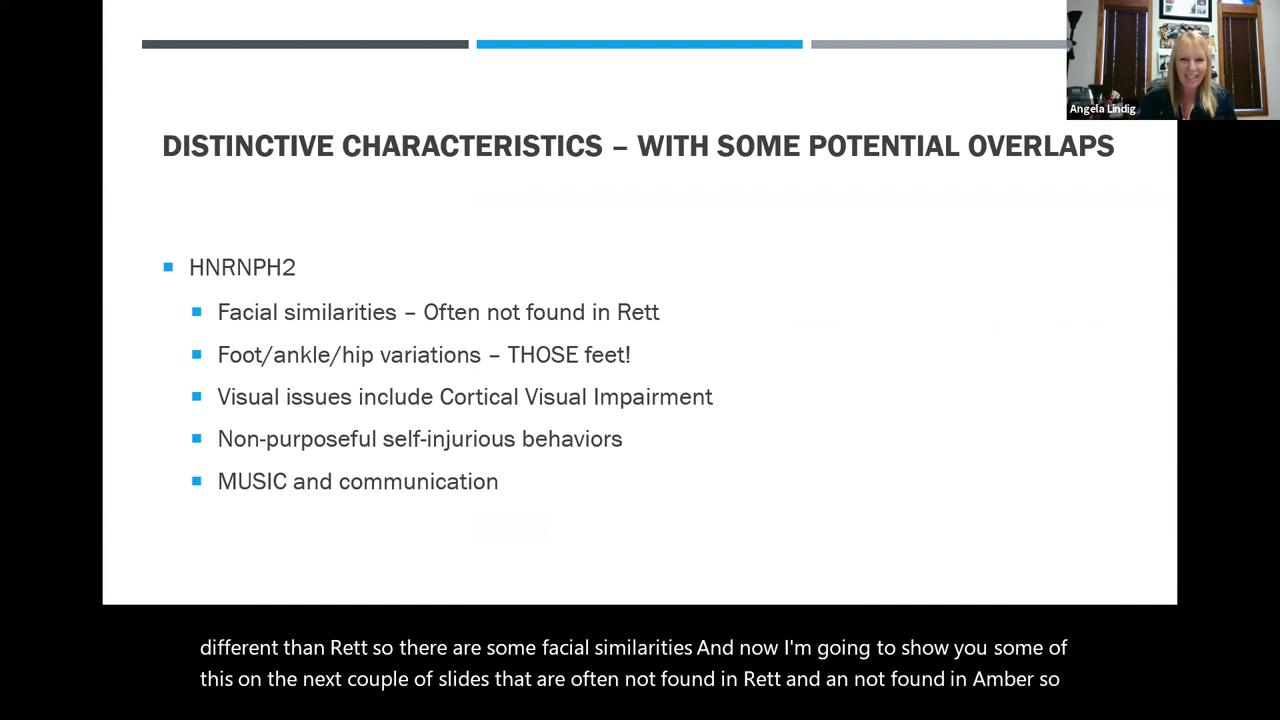 Angela Lindig
DISTINCTIVE CHARACTERISTICS – WITH SOME POTENTIAL OVERLAPS
HNRNPH2
Facial similarities – Often not found in Rett
Foot/ankle/hip variations – THOSE feet!
Visual issues include Cortical Visual Impairment
Non-purposeful self-injurious behaviors
MUSIC and communication
different than Rett so there are some facial similarities And now I'm going to show you some of
this on the next couple of slides that are often not found in Rett and an not found in Amber so